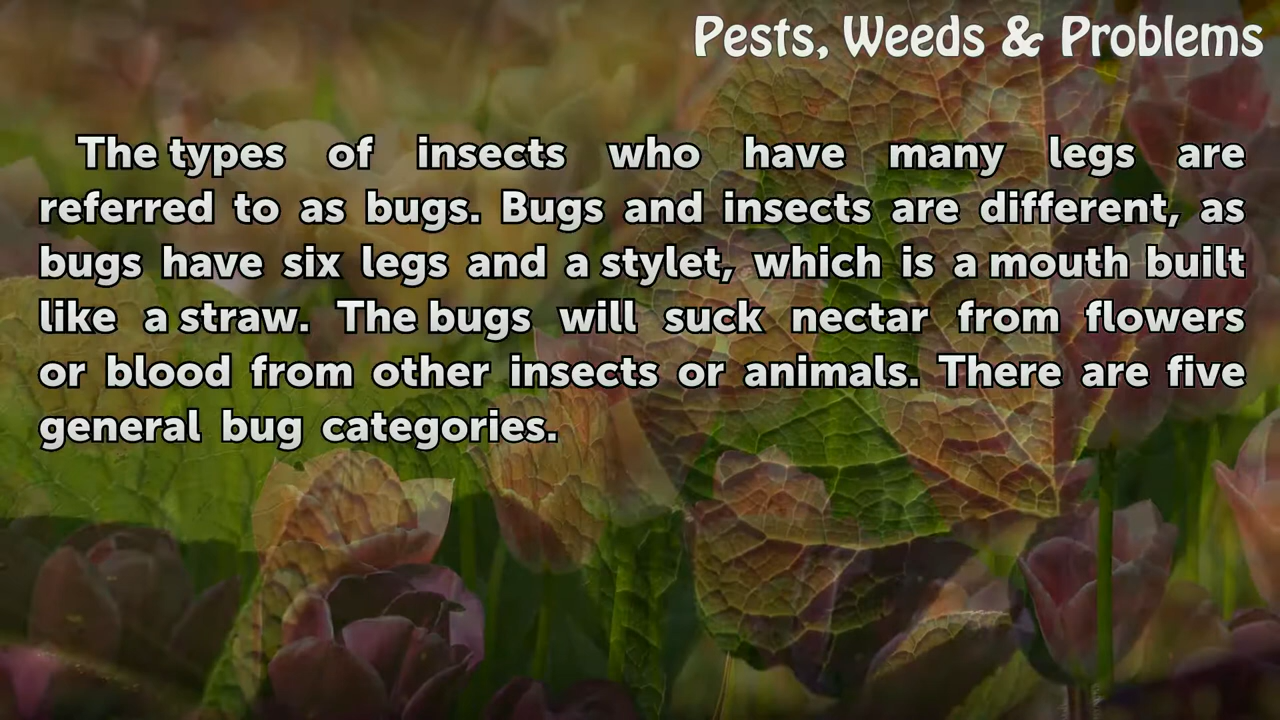 Pests, Weeds & Problems
The types of insects who have many legs are
referred to as bugs. Bugs and insects are different, as
bugs have six legs and a stylet, which is a mouth built
like a straw. The bugs will suck nectar from flowers
or blood from other insects or animals. There are five
general bug categories.